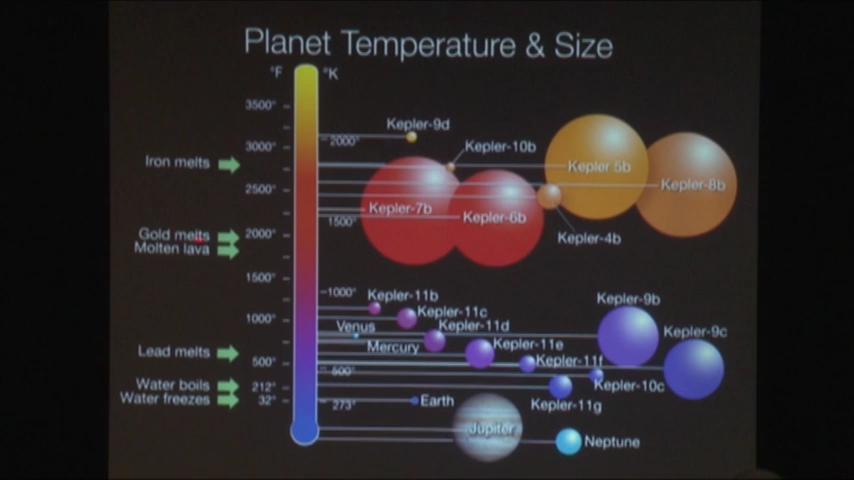 Planet Temperature & Size
°F
°K
3500°
Kepler-9d
3000°
2000°
Kepler-10b
Iron melts
Kepler 5b
2500°
Kepler-8b
Kepler-7b
Kepler-6b
1500°
Gold melts
2000°
Kepler-4b
Molten lava
1500°
1000°
Kepler-11b
Kepler-9b
Kepler-11c
1000°
Venus
Kepler-11d
Kepler-9c
Mercury
Kepler-11e
Lead melts
500°
Kepler-11f
500°
Water boils
212°
Kepler-10c
Water freezes
32°
273°
Earth
Kepler-11g
Jupiter
Neptune